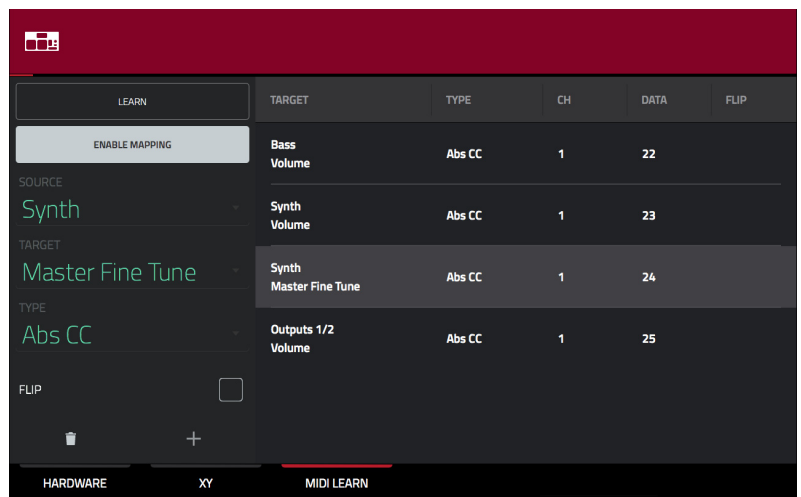 LEARN
ENABLE MAPPING
SOURCE
Synth
TARGET
Master Fine Tune
TYPE
Abs CC
FLIP
TARGET TYPE CH DATA FLIP
Bass
Volume Abs CC 1 22
Synth
Volume Abs CC 1 23
Synth
Master Fine Tune Abs CC 1 24
Outputs 1/2
Volume Abs CC 1 25
HARDWARE XY MIDI LEARN